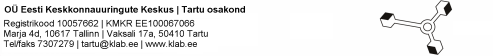 OÜ Eesti Keskkonnauuringute Keskus | Tartu osakond
Registrikood 10057662 | KMKR EE100067066
Marja 4d, 10617 Tallinn | Vaksali 17a, 50410 Tartu
Tel/faks 7307279 | tartu@klab.ee | www.klab.ee